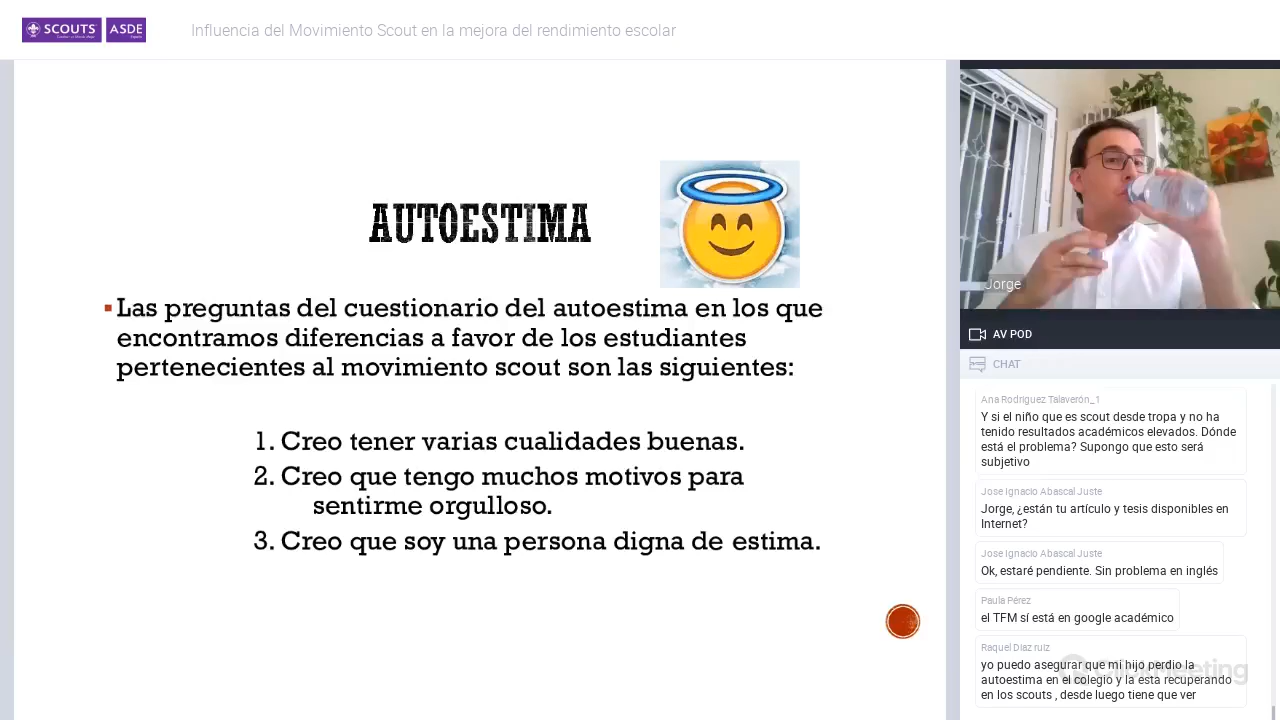 SCOUTS
ASDE
Influencia del Movimiento Scout en la mejora del rendimiento escolar
AUTOESTIMA
Las preguntas del cuestionario del autoestima en los que
encontramos diferencias a favor de los estudiantes
pertenecientes al movimiento scout son las siguientes:
1. Creo tener varias cualidades buenas.
2. Creo que tengo muchos motivos para
sentirme orgulloso.
3. Creo que soy una persona digna de estima.
Jorge
AV POD
CHAT
Ana Rodriguez Talaverón_1
Y si el niño que es scout desde tropa y no ha
tenido resultados académicos elevados. Dónde
está el problema? Supongo que esto será
subjetivo
Jose Ignacio Abascal Juste
Jorge, ¿están tu artículo y tesis disponibles en
Internet?
Jose Ignacio Abascal Juste
Ok, estaré pendiente. Sin problema en inglés
Paula Pérez
el TFM sí está en google académico
Raquel Diaz ruiz
yo puedo asegurar que mi hijo perdio la
autoestima en el colegio y la esta recuperando
en los scouts , desde luego tiene que ver
ClickMeeting